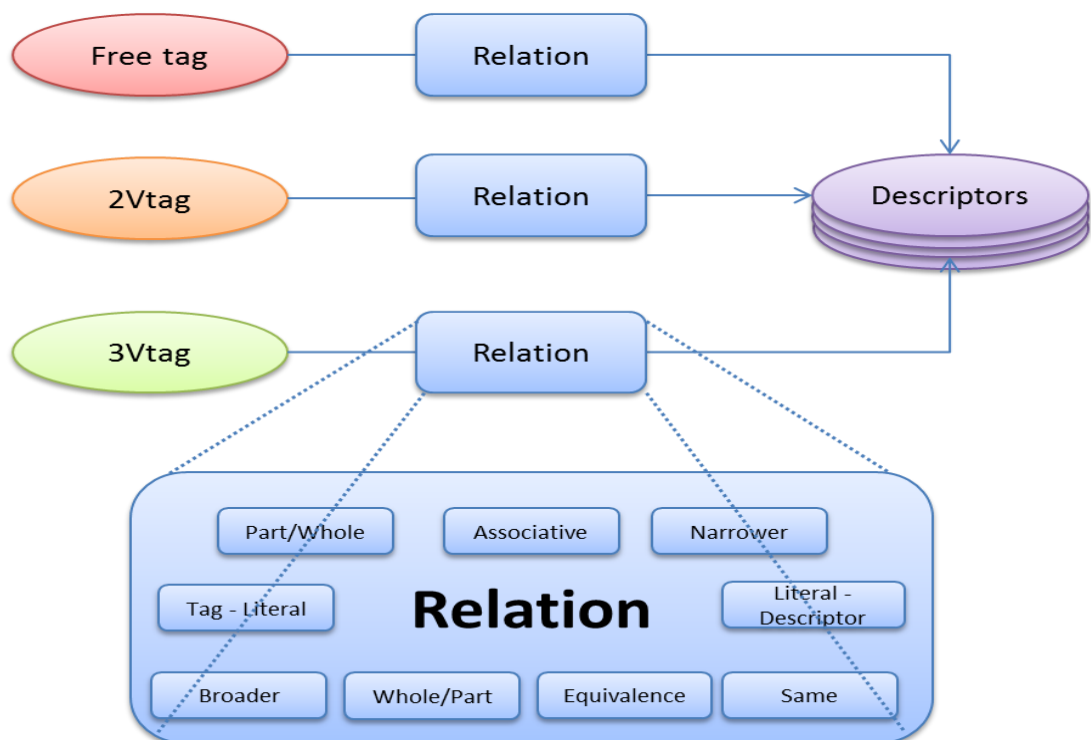 Free tag
Relation
2Vtag
Relation
Descriptors
3Vtag
Relation
Part/Whole
Associative
Narrower
Tag - Literal
Relation
Literal -
Descriptor
Broader
Whole/Part
Equivalence
Same